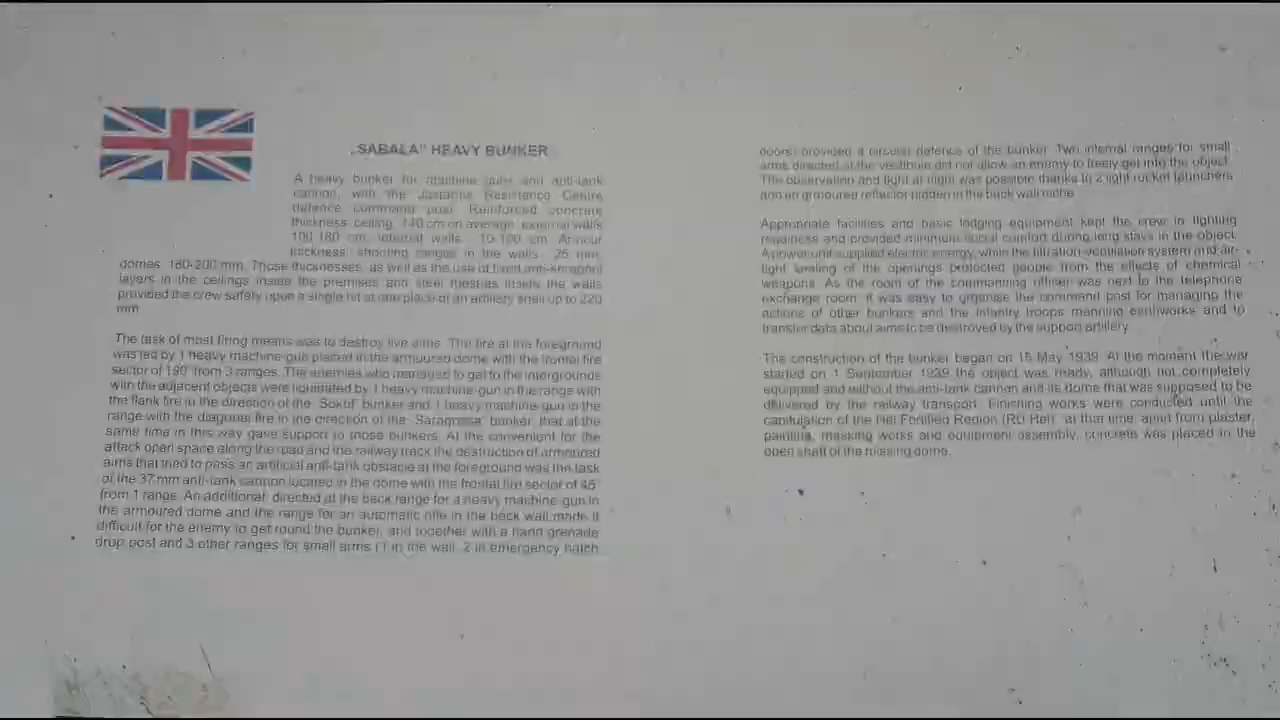 „SABAŁA” HEAVY BUNKER
A heavy bunker for machine guns and anti-tank
cannon, with the Jastarnia Resistance Centre
defence command post. Reinforced concrete
thickness: ceiling 140 cm on average, external walls
100-180 cm, internal walls 10-100 cm. Armour
thickness: shooting ranges in the walls 25 mm,
domes 180-200 mm. Those thicknesses, as well as the use of fixed anti-shrapnel
layers in the ceilings inside the premises and steel meshes inside the walls
provided the crew safety upon a single hit at one place of an artillery shell up to 220
mm.
The task of most firing means was to destroy live aims. The fire at the foreground
was led by 1 heavy machine-gun placed in the armoured dome with the frontal fire
sector of 190° from 3 ranges. The enemies who managed to get to the intergrounds
with the adjacent objects were liquidated by 1 heavy machine-gun in the range with
the flank fire in the direction of the "Sokół" bunker and 1 heavy machine-gun in the
range with the diagonal fire in the direction of the "Saragossa" bunker, that at the
same time in this way gave support to those bunkers. At the convenient for the
attack open space along the road and the railway track the destruction of armoured
aims that tried to pass an artificial anti-tank obstacle at the foreground was the task
of the 37 mm anti-tank cannon located in the dome with the frontal fire sector of 45°
from 1 range. An additional, directed at the back range for a heavy machine-gun in
the armoured dome and the range for an automatic rifle in the back wall made it
difficult for the enemy to get round the bunker, and together with a hand grenade
drop post and 3 other ranges for small arms (1 in the wall, 2 in emergency hatch
doors) provided a circular defence of the bunker. Two internal ranges for small
arms directed at the vestibule did not allow an enemy to freely get into the object.
The observation and fight at night was possible thanks to 2 light rocket launchers
and an armoured reflector hidden in the back wall niche.
Appropriate facilities and basic lodging equipment kept the crew in fighting
readiness and provided minimum social comfort during long stays in the object.
A power unit supplied electric energy, while the filtration-ventilation system and air-
tight sealing of the openings protected people from the effects of chemical
weapons. As the room of the commanning officer was next to the telephone
exchange room, it was easy to organise the command post for managing the
actions of other bunkers and the infantry troops manning earthworks and to
transfer data about aims to be destroyed by the support artillery.
The construction of the bunker began on 15 May 1939. At the moment the war
started on 1 September 1939 the object was ready, although not completely
equipped and without the anti-tank cannon and its dome that was supposed to be
delivered by the railway transport. Finishing works were conducted until the
capitulation of the Hel Fortified Region (RU Hel) at that time, apart from plaster,
painting, masking works and equipment assembly, concrete was placed in the
open shaft of the missing dome.